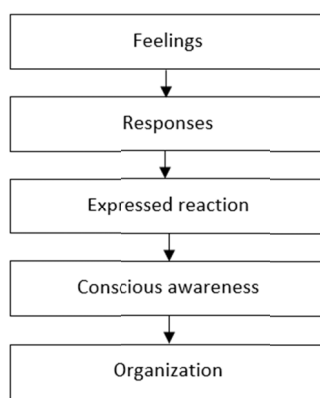 Feelings
Responses
Expressed reaction
Conscious awareness
Organization